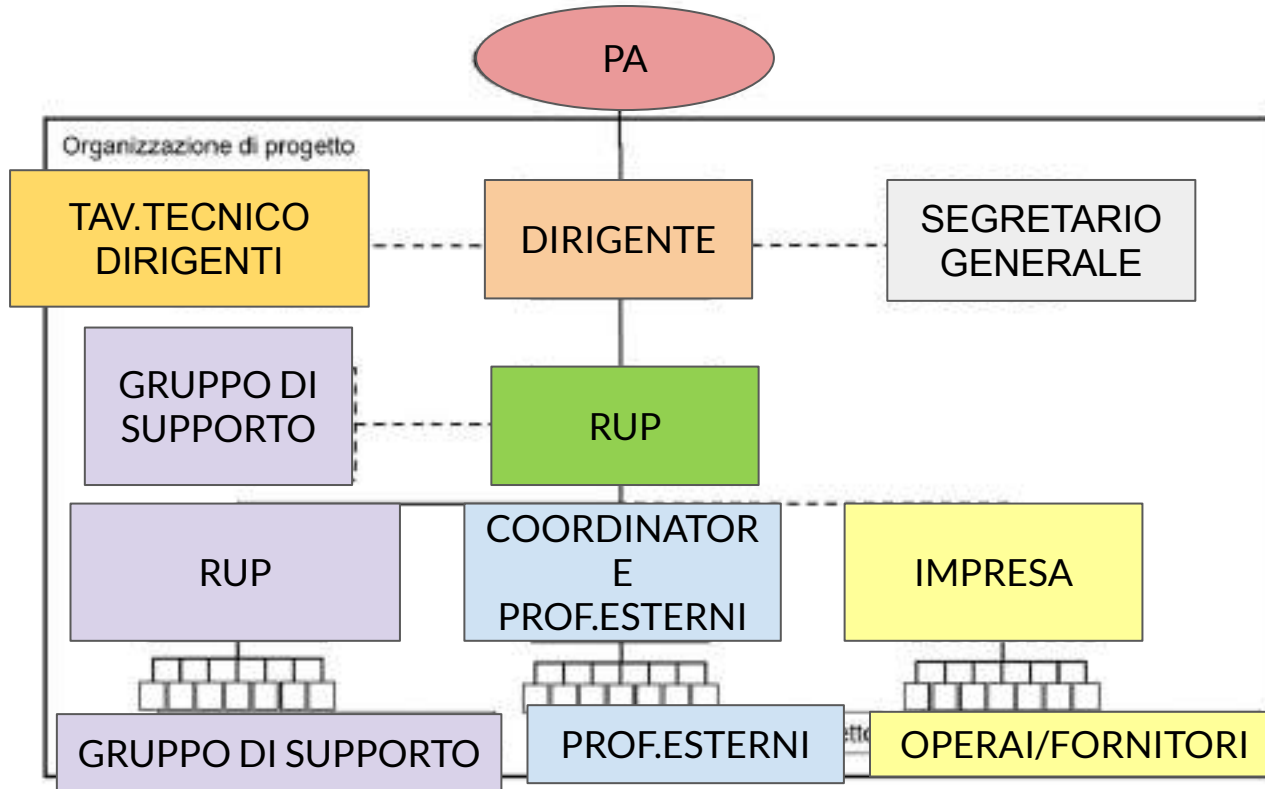 PA
Organizzazione di progetto
TAV.TECNICO
DIRIGENTI
DIRIGENTE
SEGRETARIO
GENERALE
GRUPPO DI
SUPPORTO
RUP
RUP
COORDINATOR
E
PROF.ESTERNI
IMPRESA
GRUPPO DI SUPPORTO
PROF.ESTERNI
OPERAI/FORNITORI